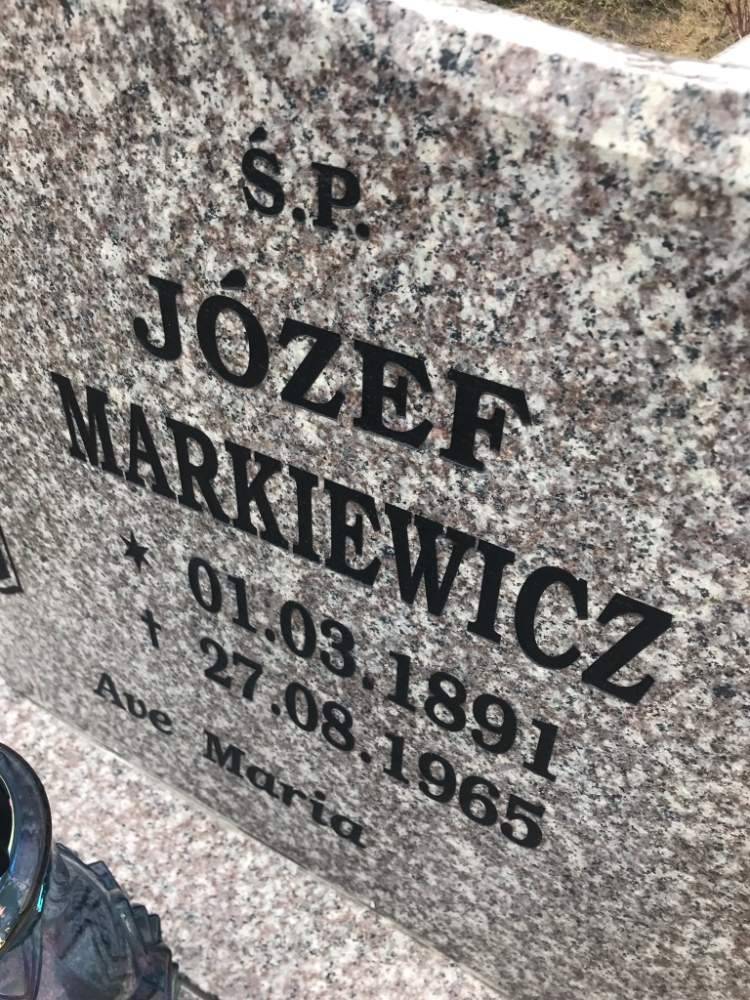 Ś.P.
JÓZEF
MARKIEWICZ
* 01.03.1891
† 27.08.1965
Ave Maria